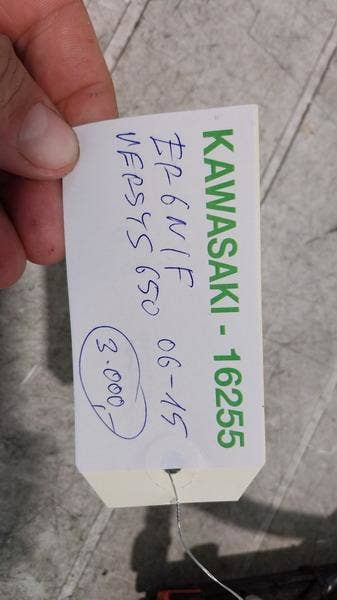 KAWASAKI - 16255
ER6N/F
VERSYS 650 06-15
3.000,-